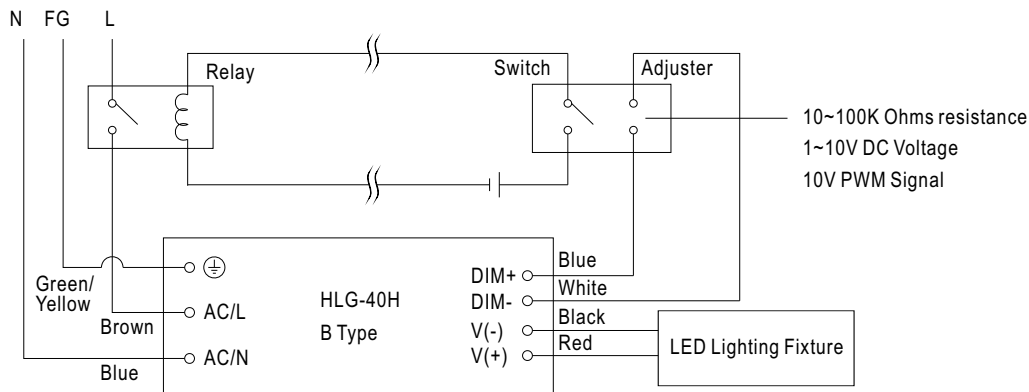 N FG L
Relay
Switch
Adjuster
10~100K Ohms resistance
1~10V DC Voltage
10V PWM Signal
Green/
Yellow
Brown
Blue
AC/L
AC/N
HLG-40H
B Type
DIM+
DIM-
V(-)
V(+)
Blue
White
Black
Red
LED Lighting Fixture